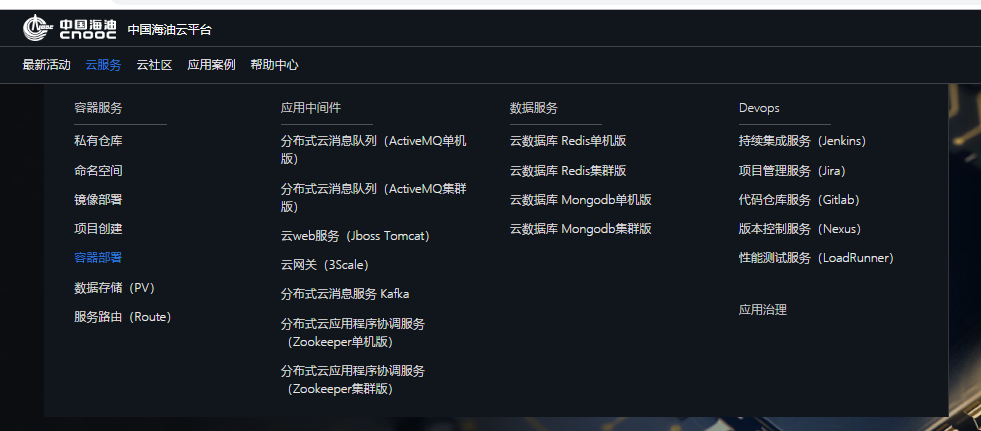 中国海油
CNOOC
中国海油云平台
最新活动 云服务 云社区 应用案例 帮助中心
容器服务
私有仓库
命名空间
镜像部署
项目创建
容器部署
数据存储（PV）
服务路由（Route）
应用中间件
分布式云消息队列（ActiveMQ单机
版）
分布式云消息队列（ActiveMQ集群
版）
云web服务（Jboss Tomcat）
云网关（3Scale）
分布式云消息服务 Kafka
分布式云应用程序协调服务
（Zookeeper单机版）
分布式云应用程序协调服务
（Zookeeper集群版）
数据服务
云数据库 Redis单机版
云数据库 Redis集群版
云数据库 Mongodb单机版
云数据库 Mongodb集群版
Devops
持续集成服务（Jenkins）
项目管理服务（Jira）
代码仓库服务（Gitlab）
版本控制服务（Nexus）
性能测试服务（LoadRunner）
应用治理